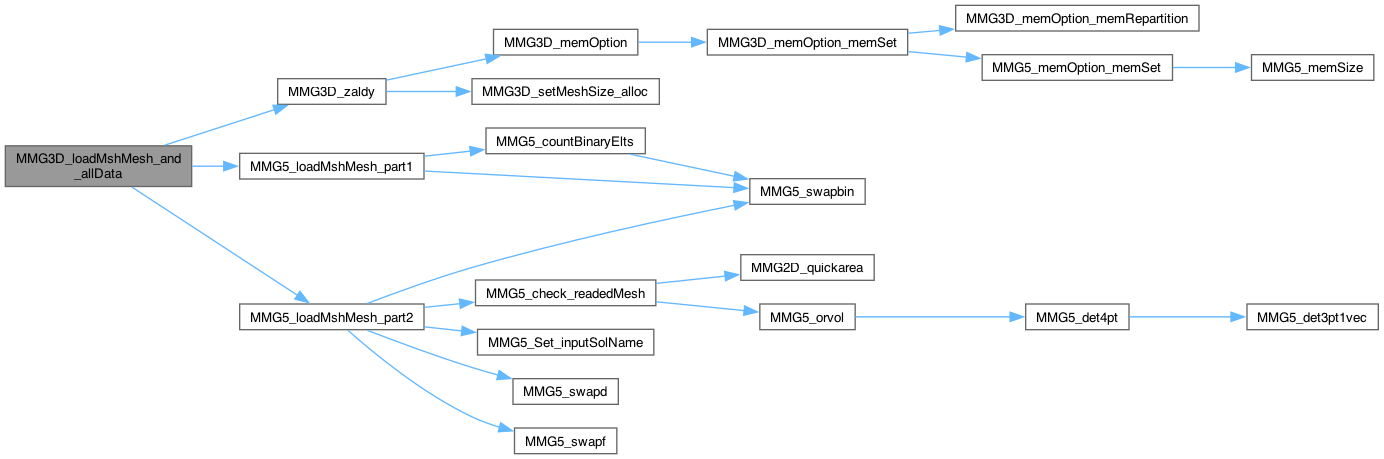 MMG3D_memOption_memRepartition
MMG3D_memOption
MMG3D_memOption_memSet
MMG5_memOption_memSet
MMG5_memSize
MMG3D_zaldy
MMG3D_setMeshSize_alloc
MMG3D_loadMshMesh_and
_allData
MMG5_loadMshMesh_part1
MMG5_countBinaryElts
MMG5_swapbin
MMG2D_quickarea
MMG5_check_readedMesh
MMG5_loadMshMesh_part2
MMG5_orvol
MMG5_det4pt
MMG5_det3pt1vec
MMG5_Set_inputSolName
MMG5_swapd
MMG5_swapf